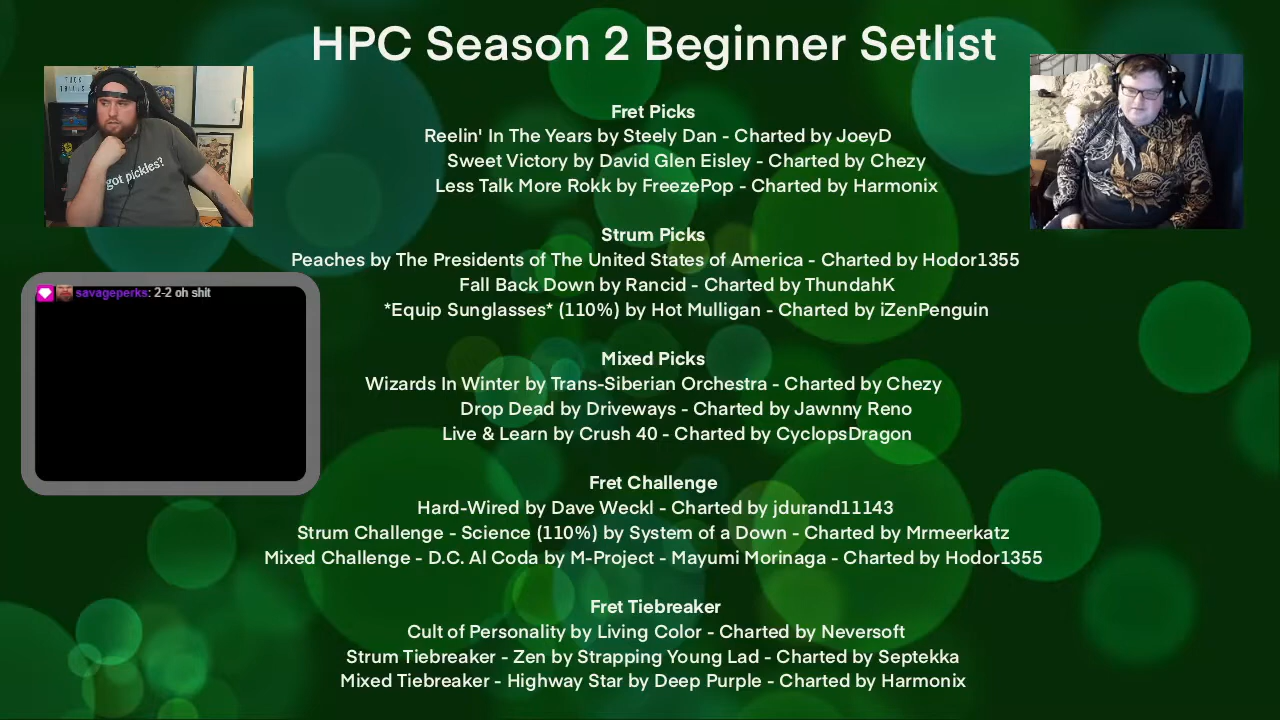 HPC Season 2 Beginner Setlist
Fret Picks
Reelin' In The Years by Steely Dan - Charted by JoeyD
Sweet Victory by David Glen Eisley - Charted by Chezy
Less Talk More Rokk by FreezePop - Charted by Harmonix
got pickles?
Strum Picks
Peaches by The Presidents of The United States of America - Charted by Hodor1355
Fall Back Down by Rancid - Charted by ThundahK
*Equip Sunglasses* (110%) by Hot Mulligan - Charted by iZenPenguin
savageperks: 2-2 oh shit
Mixed Picks
Wizards In Winter by Trans-Siberian Orchestra - Charted by Chezy
Drop Dead by Driveways - Charted by Jawnny Reno
Live & Learn by Crush 40 - Charted by CyclopsDragon
Fret Challenge
Hard-Wired by Dave Weckl - Charted by jdurand11143
Strum Challenge - Science (110%) by System of a Down - Charted by Mrmeerkatz
Mixed Challenge - D.C. Al Coda by M-Project - Mayumi Morinaga - Charted by Hodor1355
Fret Tiebreaker
Cult of Personality by Living Color - Charted by Neversoft
Strum Tiebreaker - Zen by Strapping Young Lad - Charted by Septekka
Mixed Tiebreaker - Highway Star by Deep Purple - Charted by Harmonix